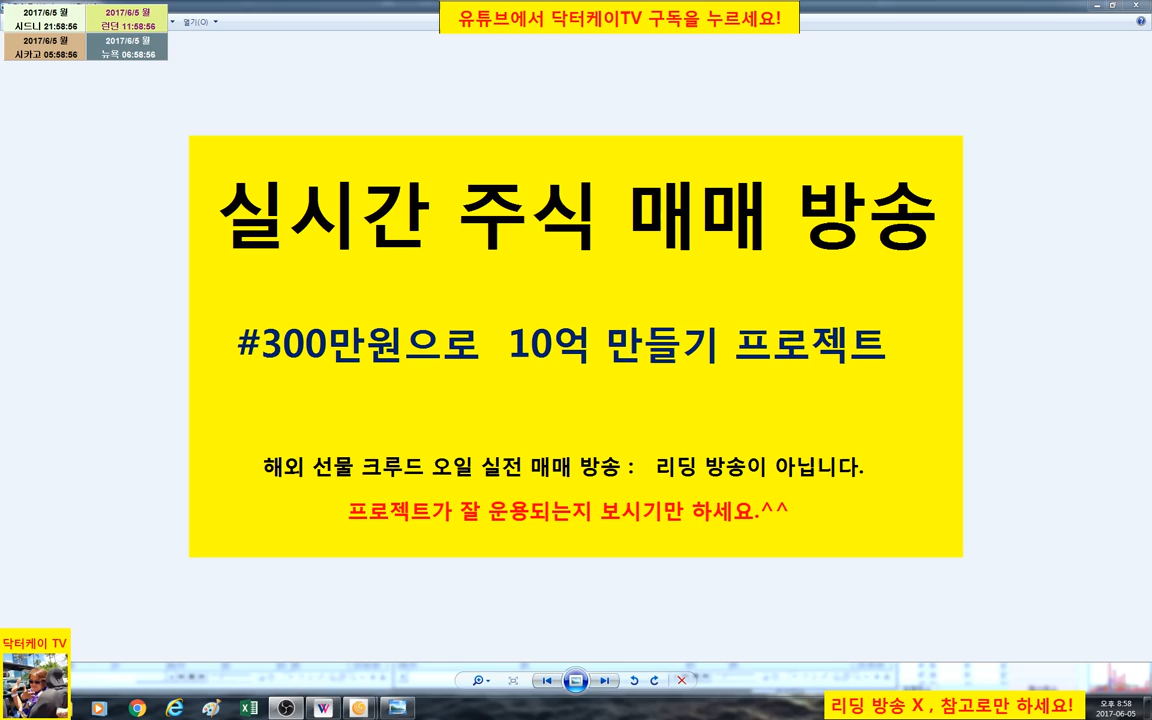 2017/6/5 월
시드니 21:58:56
2017/6/5 월
런던 11:58:56
2017/6/5 월
시카고 05:58:56
2017/6/5 월
뉴욕 06:58:56
열기(O)
유튜브에서 닥터케이TV 구독을 누르세요!
실시간 주식 매매 방송
#300만원으로 10억 만들기 프로젝트
해외 선물 크루드 오일 실전 매매 방송 : 리딩 방송이 아닙니다.
프로젝트가 잘 운용되는지 보시기만 하세요.^^
닥터케이 TV
리딩 방송 X , 참고로만 하세요!
오후 8:58
2017-06-05